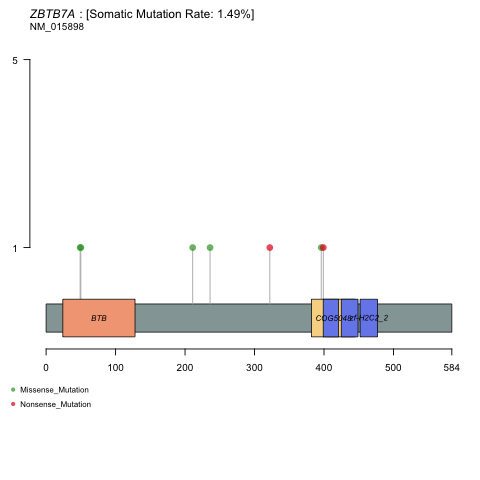 ZBTB7A : [Somatic Mutation Rate: 1.49%]
NM_015898
5
1
BTB
COG5048
zf-H2C2_2
0 100 200 300 400 500 584
Missense_Mutation
Nonsense_Mutation